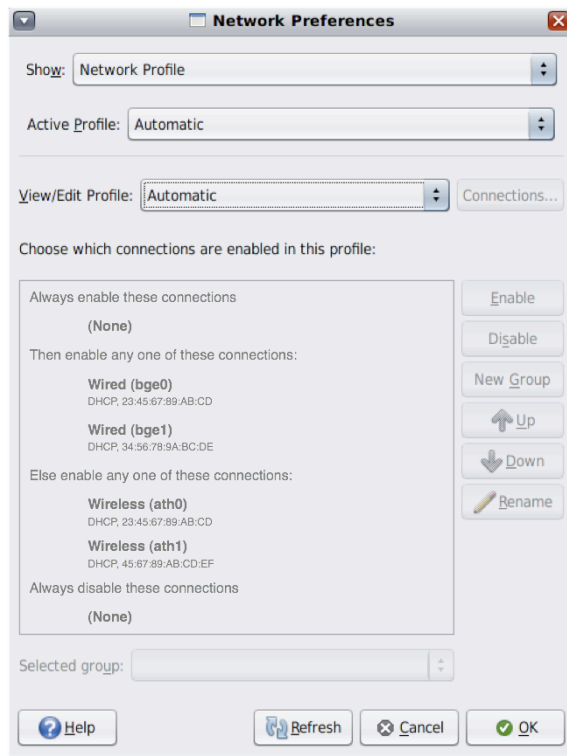 Network Preferences
Show: Network Profile
Active Profile: Automatic
View/Edit Profile: Automatic Connections...
Choose which connections are enabled in this profile:
Always enable these connections
(None)
Then enable any one of these connections:
Wired (bge0)
DHCP, 23:45:67:89:AB:CD
Wired (bge1)
DHCP, 34:56:78:9A:BC:DE
Else enable any one of these connections:
Wireless (ath0)
DHCP, 23:45:67:89:AB:CD
Wireless (ath1)
DHCP, 45:67:89:AB:CD:EF
Always disable these connections
(None)
Enable
Disable
New Group
Up
Down
Rename
Selected group:
Help Refresh Cancel OK